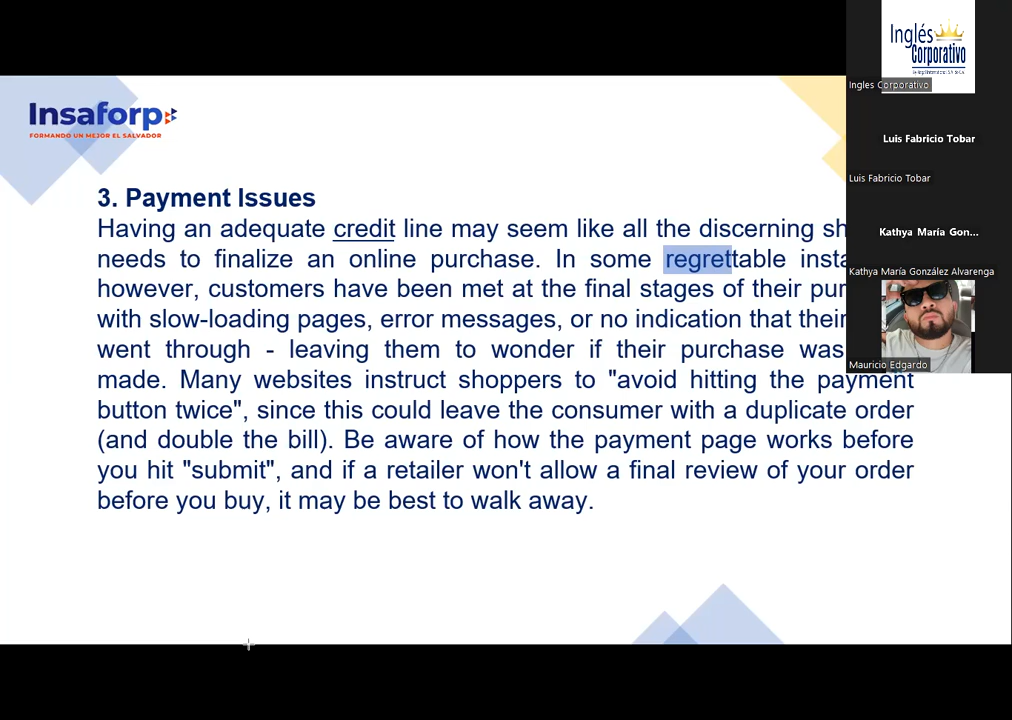 Insaforp
FORMANDO UN MEJOR EL SALVADOR
3. Payment Issues
Having an adequate credit line may seem like all the discerning sh
needs to finalize an online purchase. In some regrettable insta
however, customers have been met at the final stages of their pur
with slow-loading pages, error messages, or no indication that their
went through - leaving them to wonder if their purchase was
made. Many websites instruct shoppers to "avoid hitting the payment
button twice", since this could leave the consumer with a duplicate order
(and double the bill). Be aware of how the payment page works before
you hit "submit", and if a retailer won't allow a final review of your order
before you buy, it may be best to walk away.
Inglés
Corporativo
Ingles Corporativo
Luis Fabricio Tobar
Luis Fabricio Tobar
Kathya María Gon...
Kathya María González Alvarenga
Mauricio Edgardo